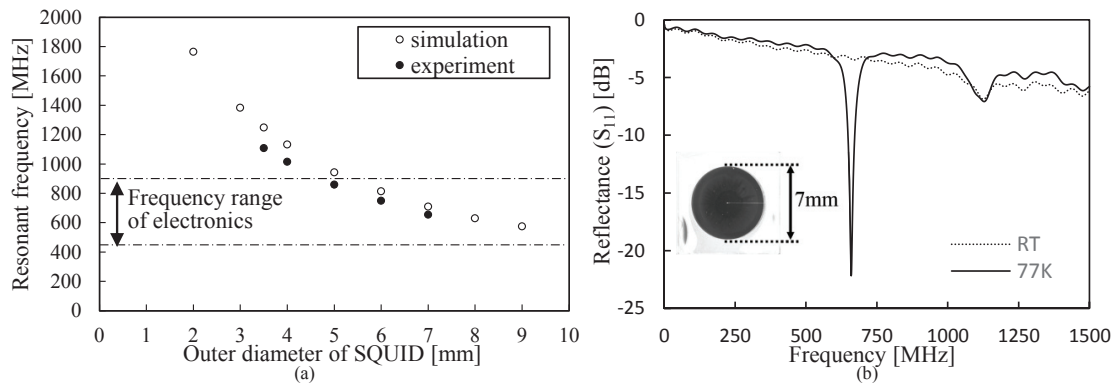 2000
1800
1600
1400
1200
1000
800
600
400
200
0
Resonant frequency [MHz]
simulation
experiment
Frequency range
of electronics
0 1 2 3 4 5 6 7 8 9 10
Outer diameter of SQUID [mm]
(a)
0
-5
-10
-15
-20
-25
Reflectance (S11) [dB]
7mm
RT
77K
0 250 500 750 1000 1250 1500
Frequency [MHz]
(b)